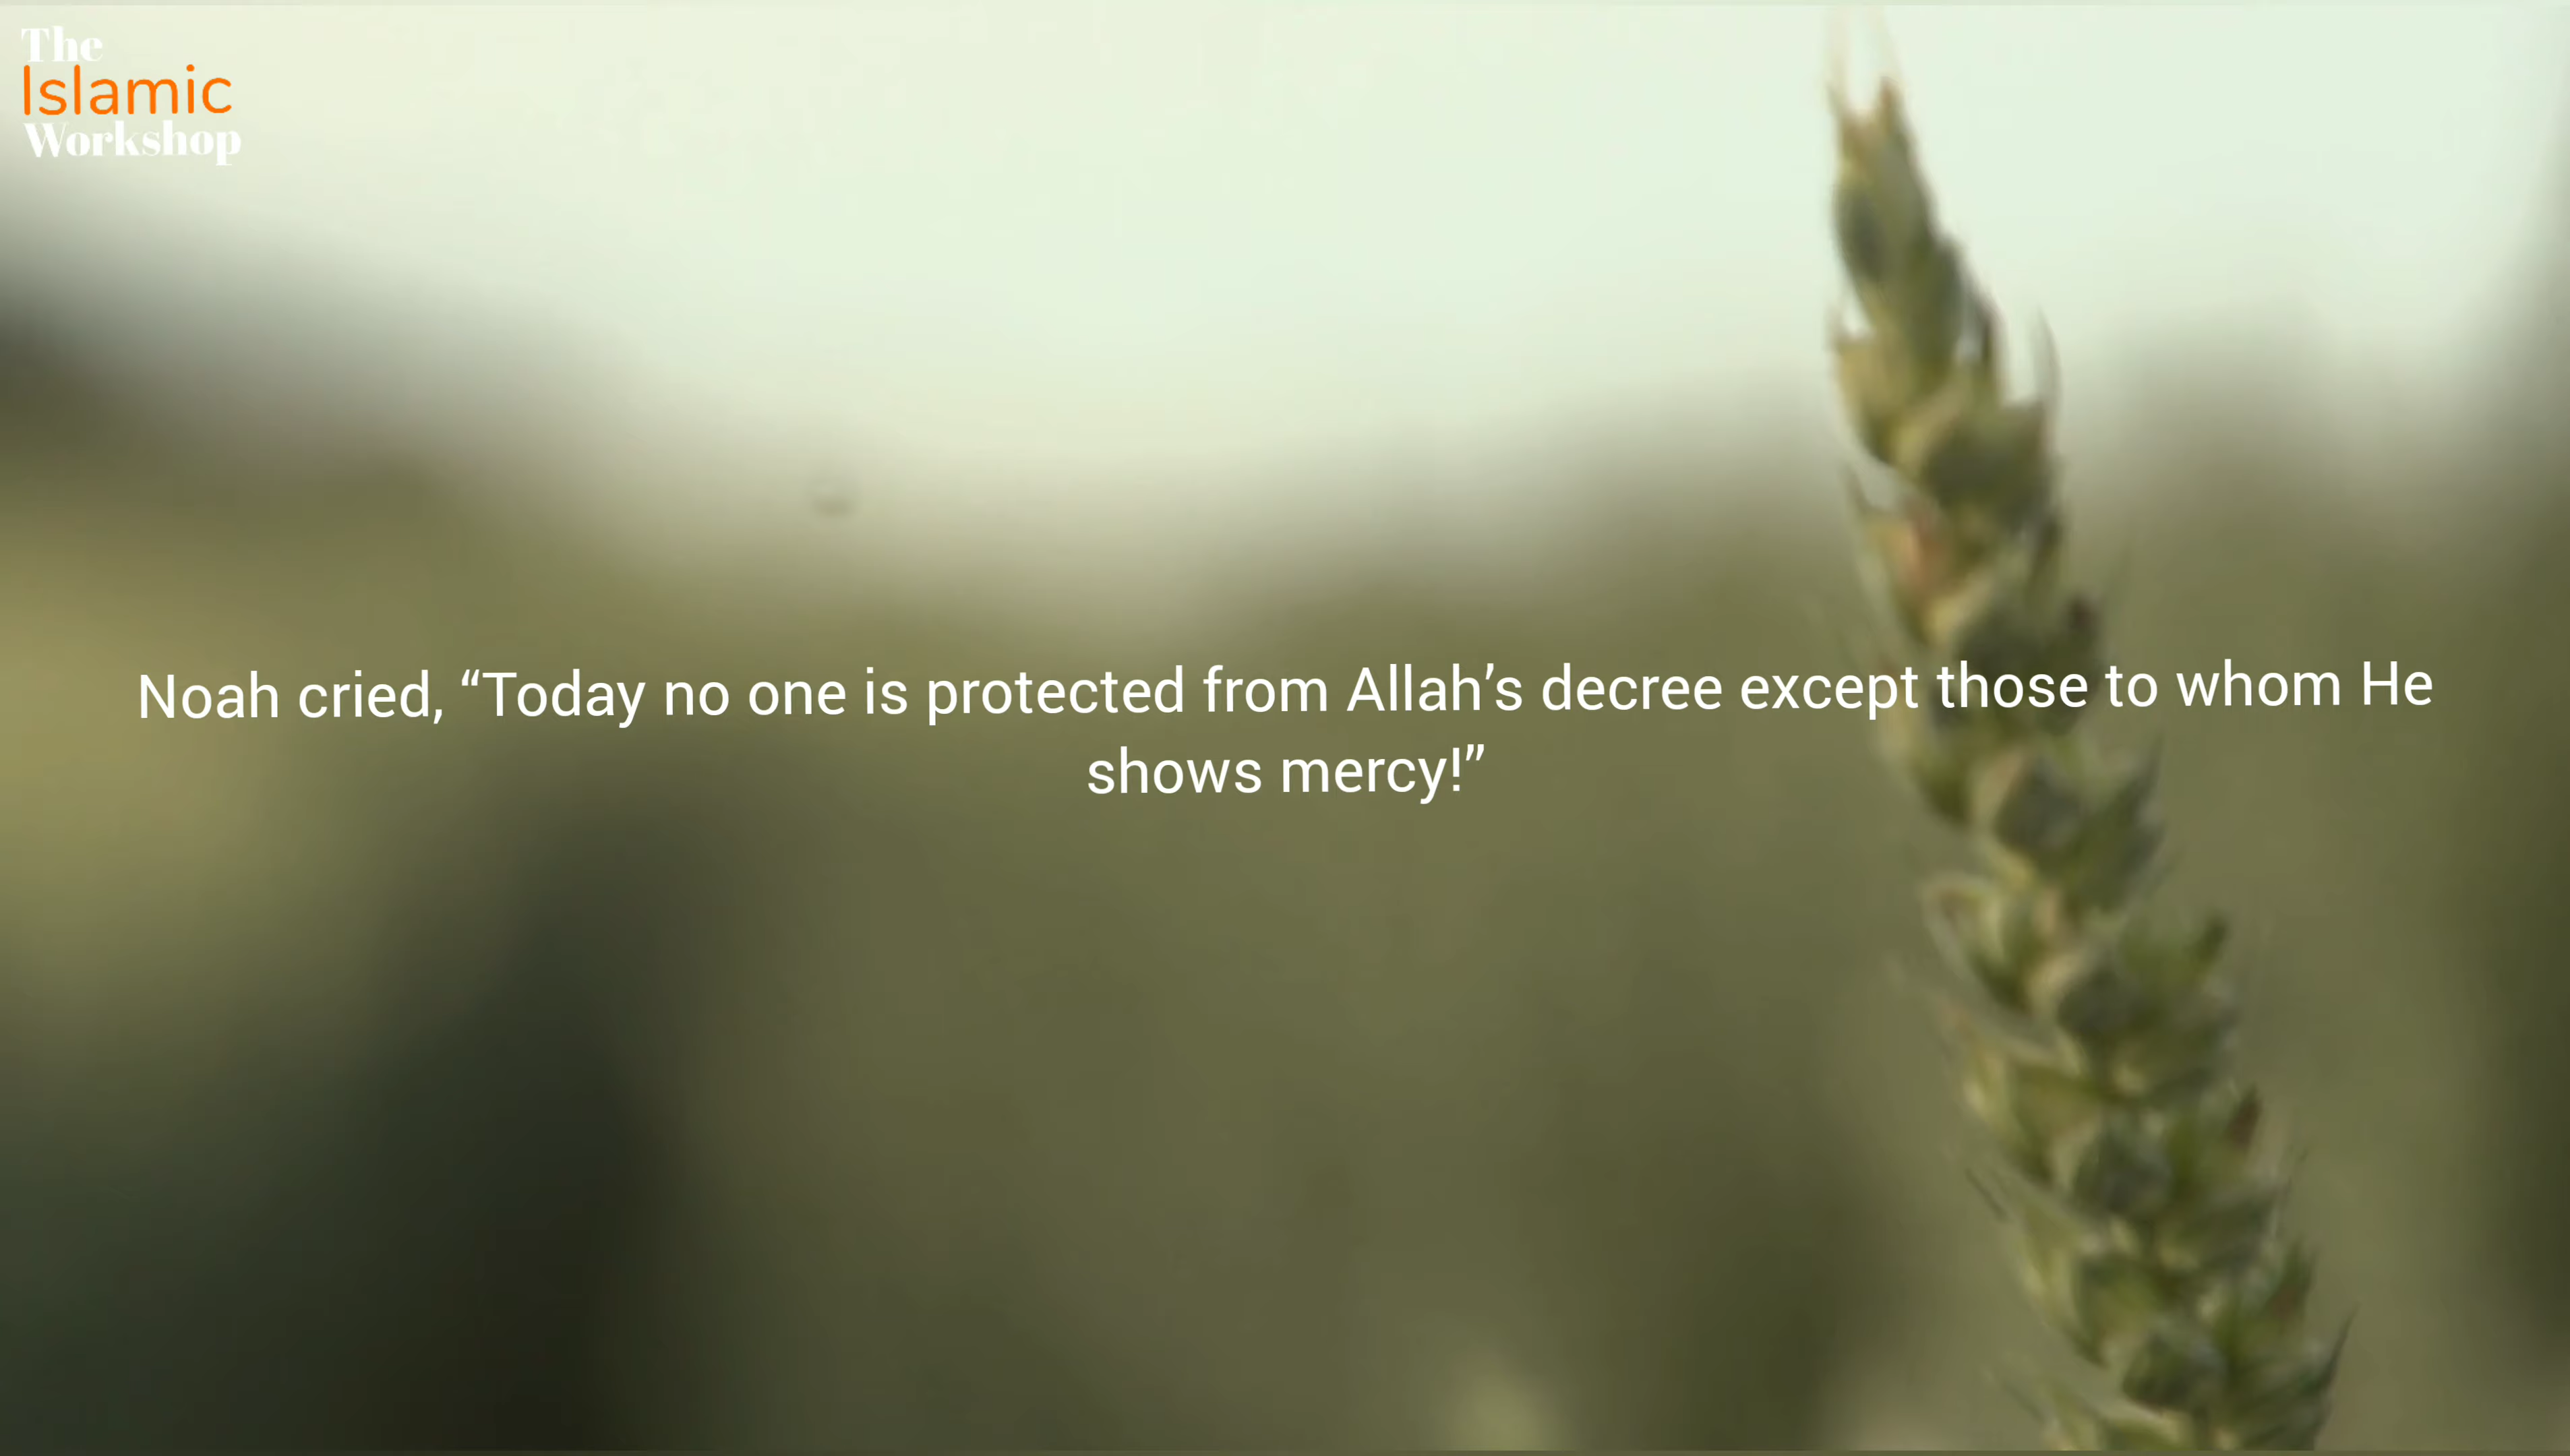 The
Islamic
Workshop
Noah cried, “Today no one is protected from Allah’s decree except those to whom He
shows mercy!”